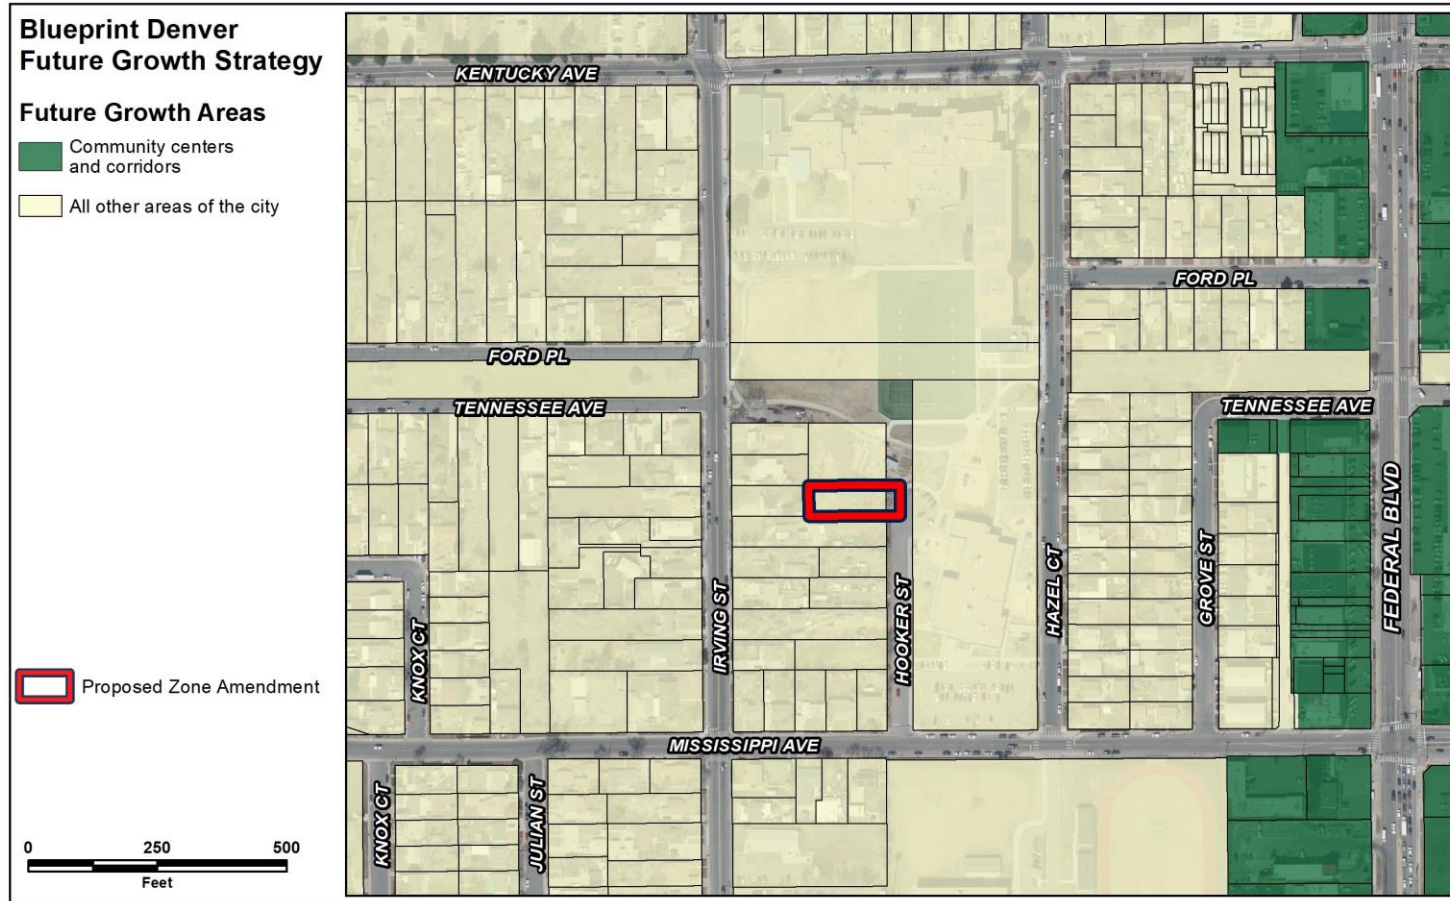 Blueprint Denver
Future Growth Strategy
Future Growth Areas
Community centers
and corridors
All other areas of the city
Proposed Zone Amendment
0 250 500
Feet
KENTUCKY AVE
FORD PL
FORD PL
TENNESSEE AVE
TENNESSEE AVE
KNOX CT
IRVING ST
HOOKER ST
HAZEL CT
GROVE ST
FEDERAL BLVD
MISSISSIPPI AVE
KNOX CT
JULIAN ST